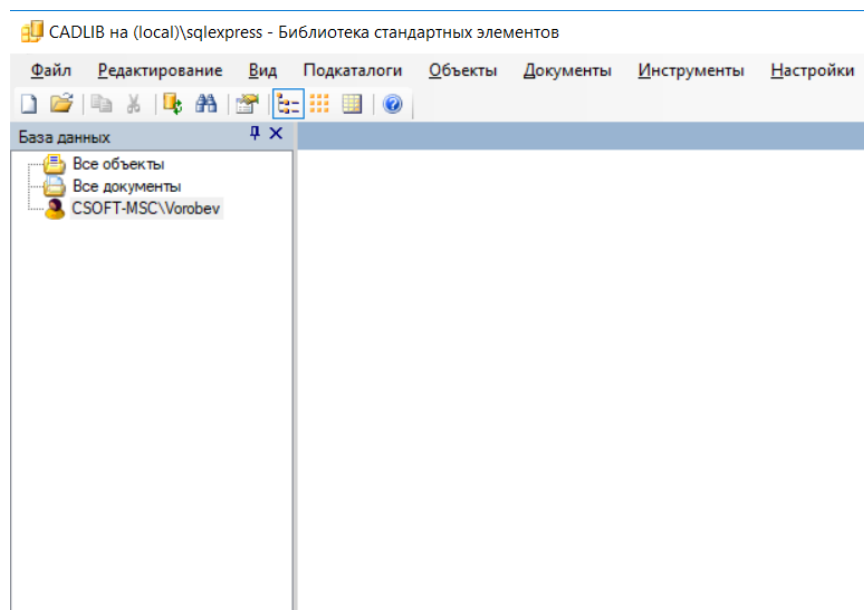 CADLIB на (local)\sqlexpress - Библиотека стандартных элементов
Файл Редактирование Вид Подкаталоги Объекты Документы Инструменты Настройки
База данных
Все объекты
Все документы
CSOFT-MSC\Vorobev